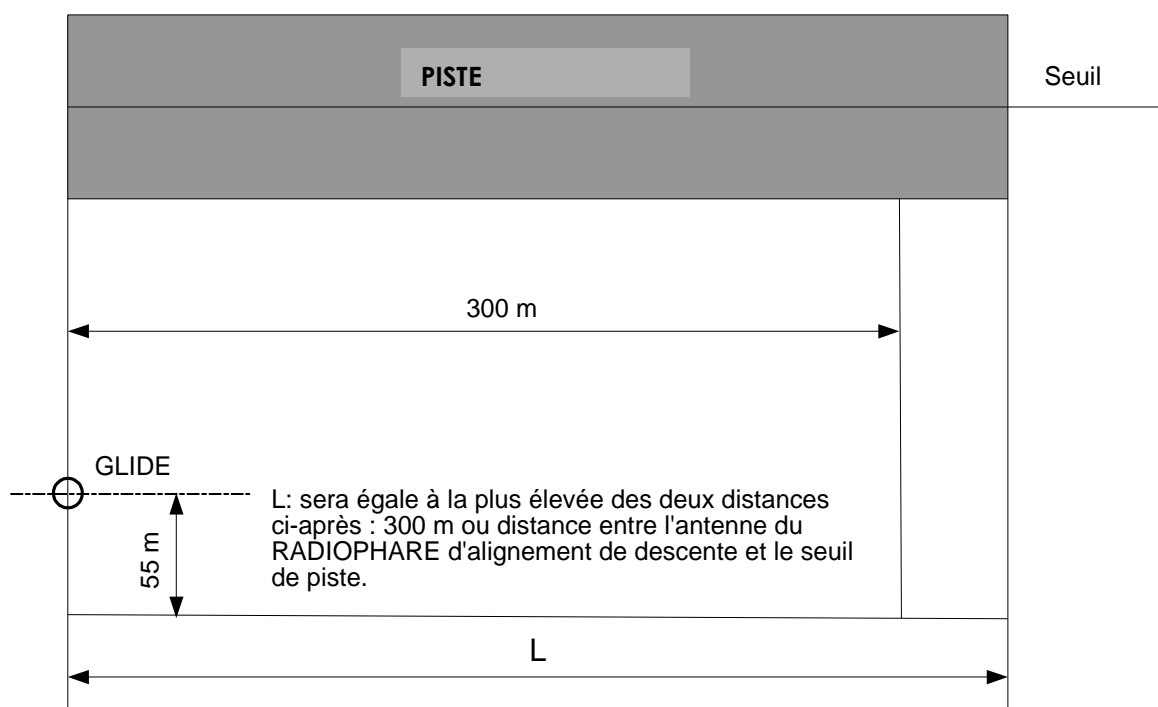 PISTE
Seuil
300 m
GLIDE
L: sera égale à la plus élevée des deux distances
ci-après : 300 m ou distance entre l'antenne du
RADIOPHARE d'alignement de descente et le seuil
de piste.
55 m
L